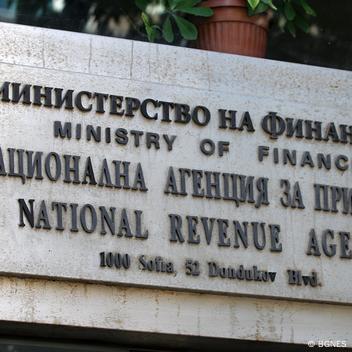 МИНИСТЕРСТВО НА ФИНАН
MINISTRY OF FINANC
АЦИОНАЛНА АГЕНЦИЯ ЗА ПРИ
NATIONAL REVENUE AGE
1000 Sofia, 52 Dondukov Blvd.
© BGNES